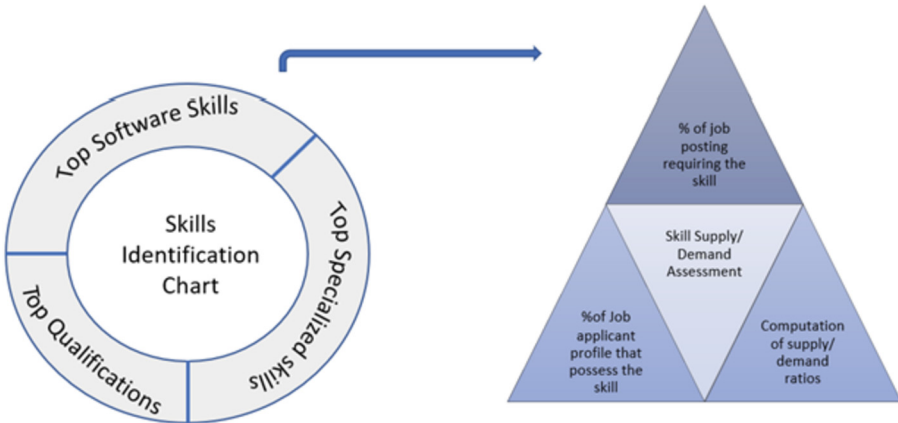 Top Software Skills
Top Specialized skills
Top Qualifications
Skills
Identification
Chart
% of job
posting
requiring the
skill
Skill Supply/
Demand
Assessment
%of Job
applicant
profile that
possess the
skill
Computation
of supply/
demand
ratios